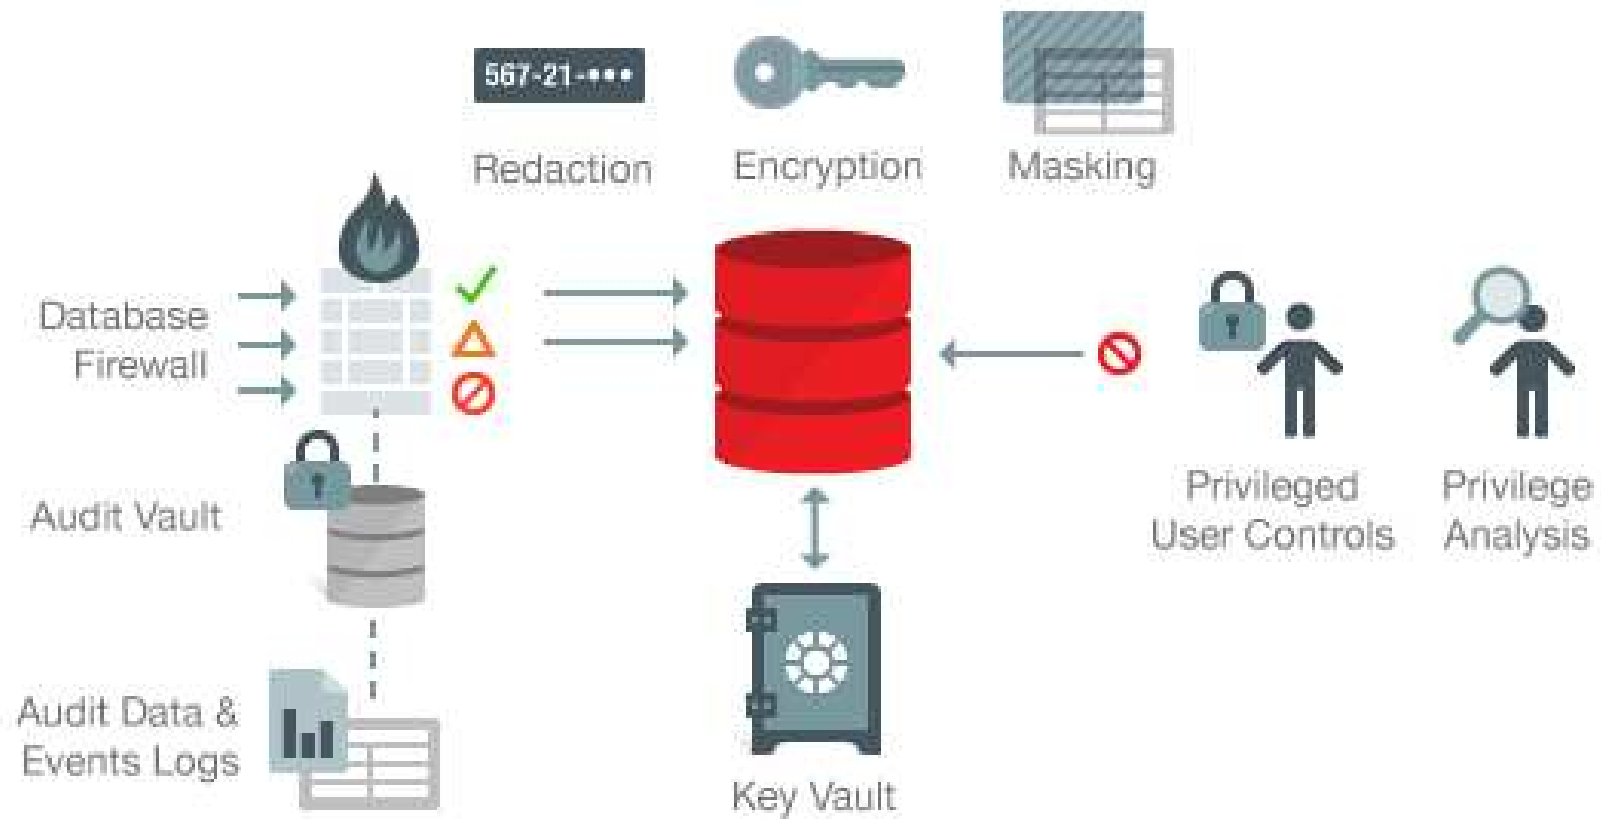 567-21-•••
Redaction
Encryption
Masking
Database
Firewall
Audit Vault
Audit Data &
Events Logs
Key Vault
Privileged
User Controls
Privilege
Analysis